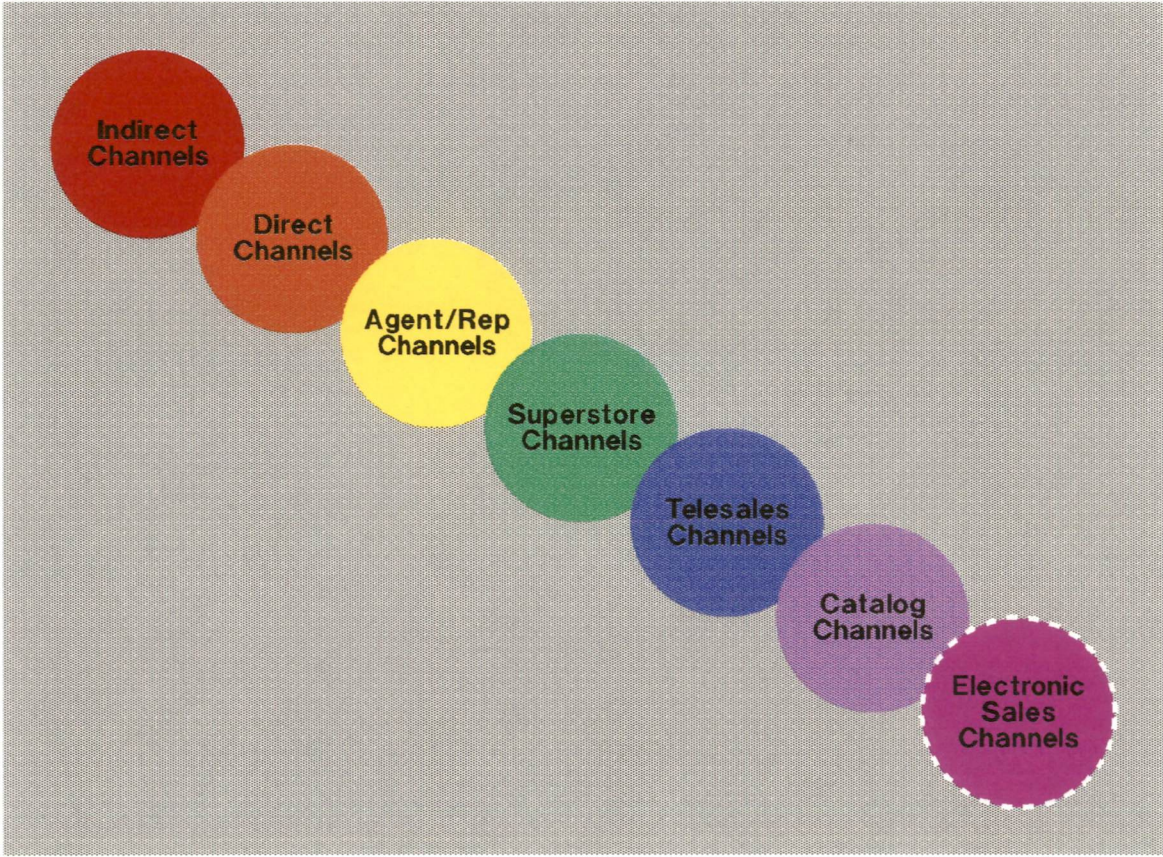 Indirect
Channels
Direct
Channels
Agent/Rep
Channels
Superstore
Channels
Telesales
Channels
Catalog
Channels
Electronic
Sales
Channels